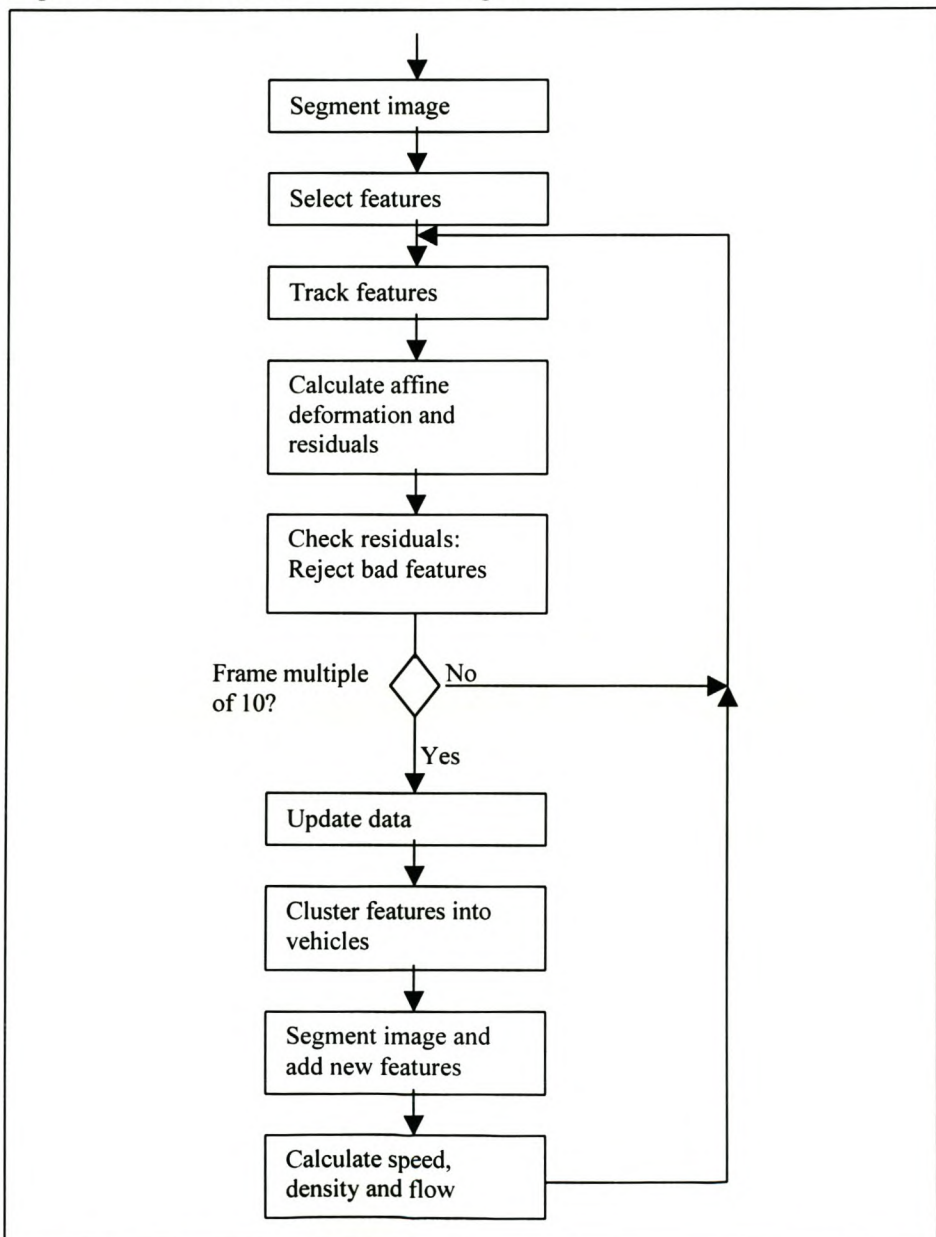 Segment image
Select features
Track features
Calculate affine
deformation and
residuals
Check residuals:
Reject bad features
Frame multiple
of 10?
No
Yes
Update data
Cluster features into
vehicles
Segment image and
add new features
Calculate speed,
density and flow